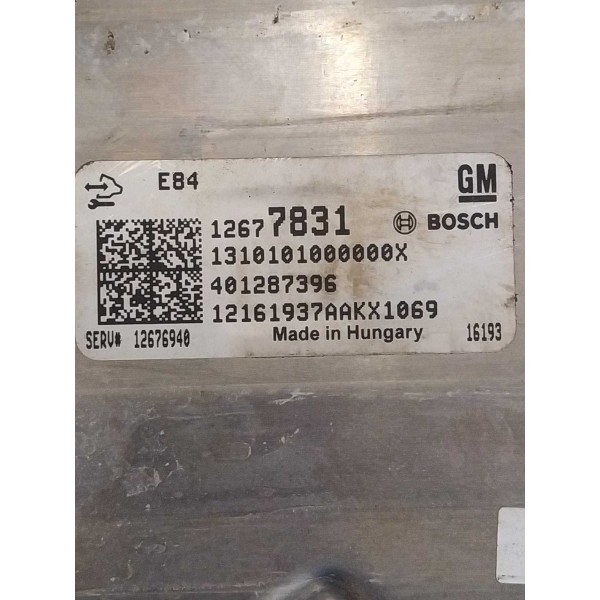 E84 GM
12677831 BOSCH
1310101000000X
401287396
12161937AAKX1069
SERV# 12676940 Made in Hungary 16193